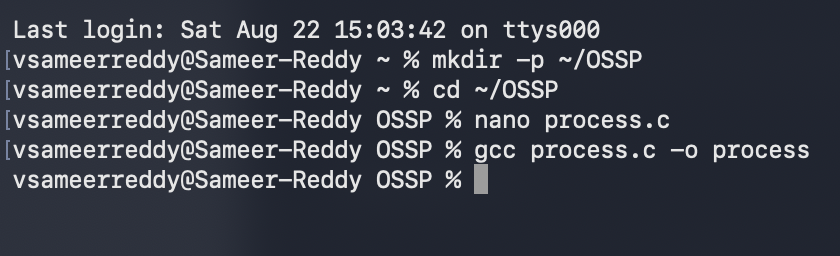 Last login: Sat Aug 22 15:03:42 on ttys000
[vsameerreddy@Sameer-Reddy ~ % mkdir -p ~/OSSP
[vsameerreddy@Sameer-Reddy ~ % cd ~/OSSP
[vsameerreddy@Sameer-Reddy OSSP % nano process.c
[vsameerreddy@Sameer-Reddy OSSP % gcc process.c -o process
vsameerreddy@Sameer-Reddy OSSP %